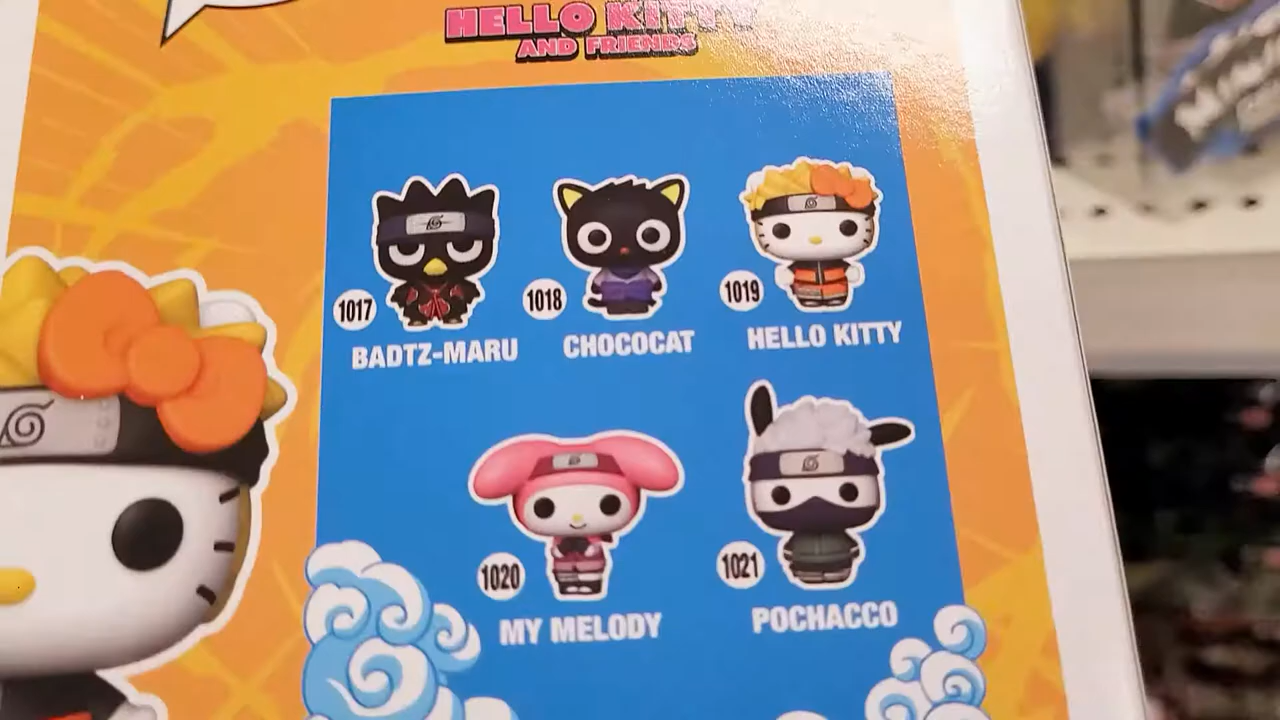 HELLO KITTY
AND FRIENDS
1017
BADTZ-MARU
1018
CHOCOCAT
1019
HELLO KITTY
1020
MY MELODY
1021
POCHACCO